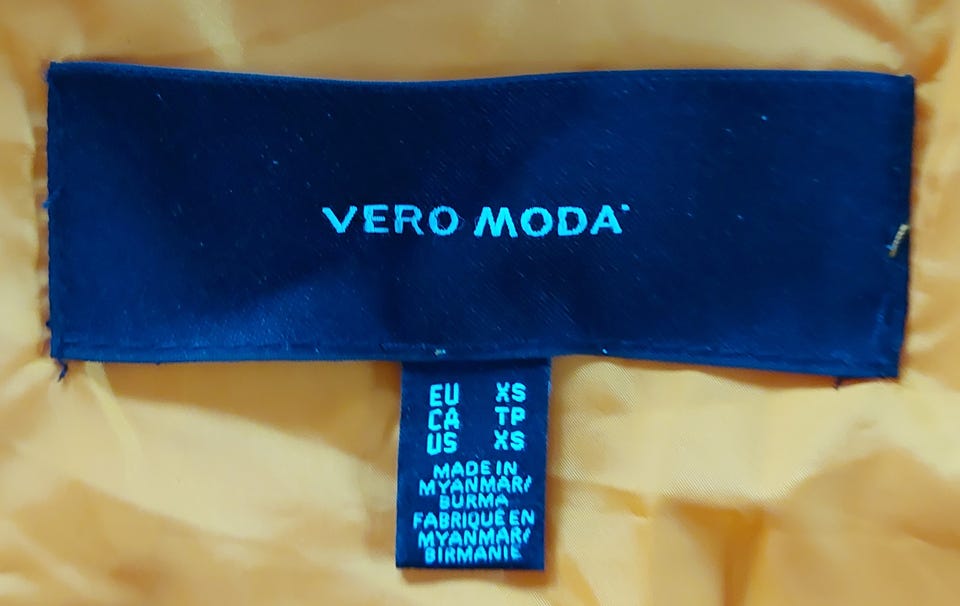 VERO MODA
EU XS
CA TP
US XS
MADE IN
MYANMAR/
BURMA
FABRIQUÉ EN
MYANMAR/
BIRMANIE